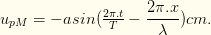 u_{pM} = -asin(\frac{2\pi.t}{T} - \frac{2\pi.x}{\lambda})cm.